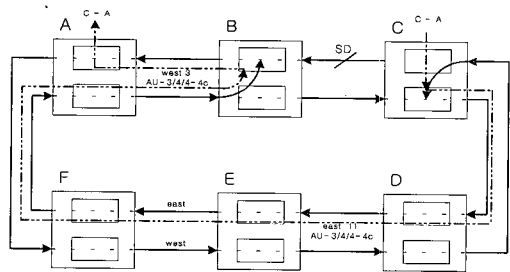 C - A
C - A
A
B
C
SD
west 3
AU-3/4/4-4c
F
E
D
east
east 11
AU-3/4/4-4c
west